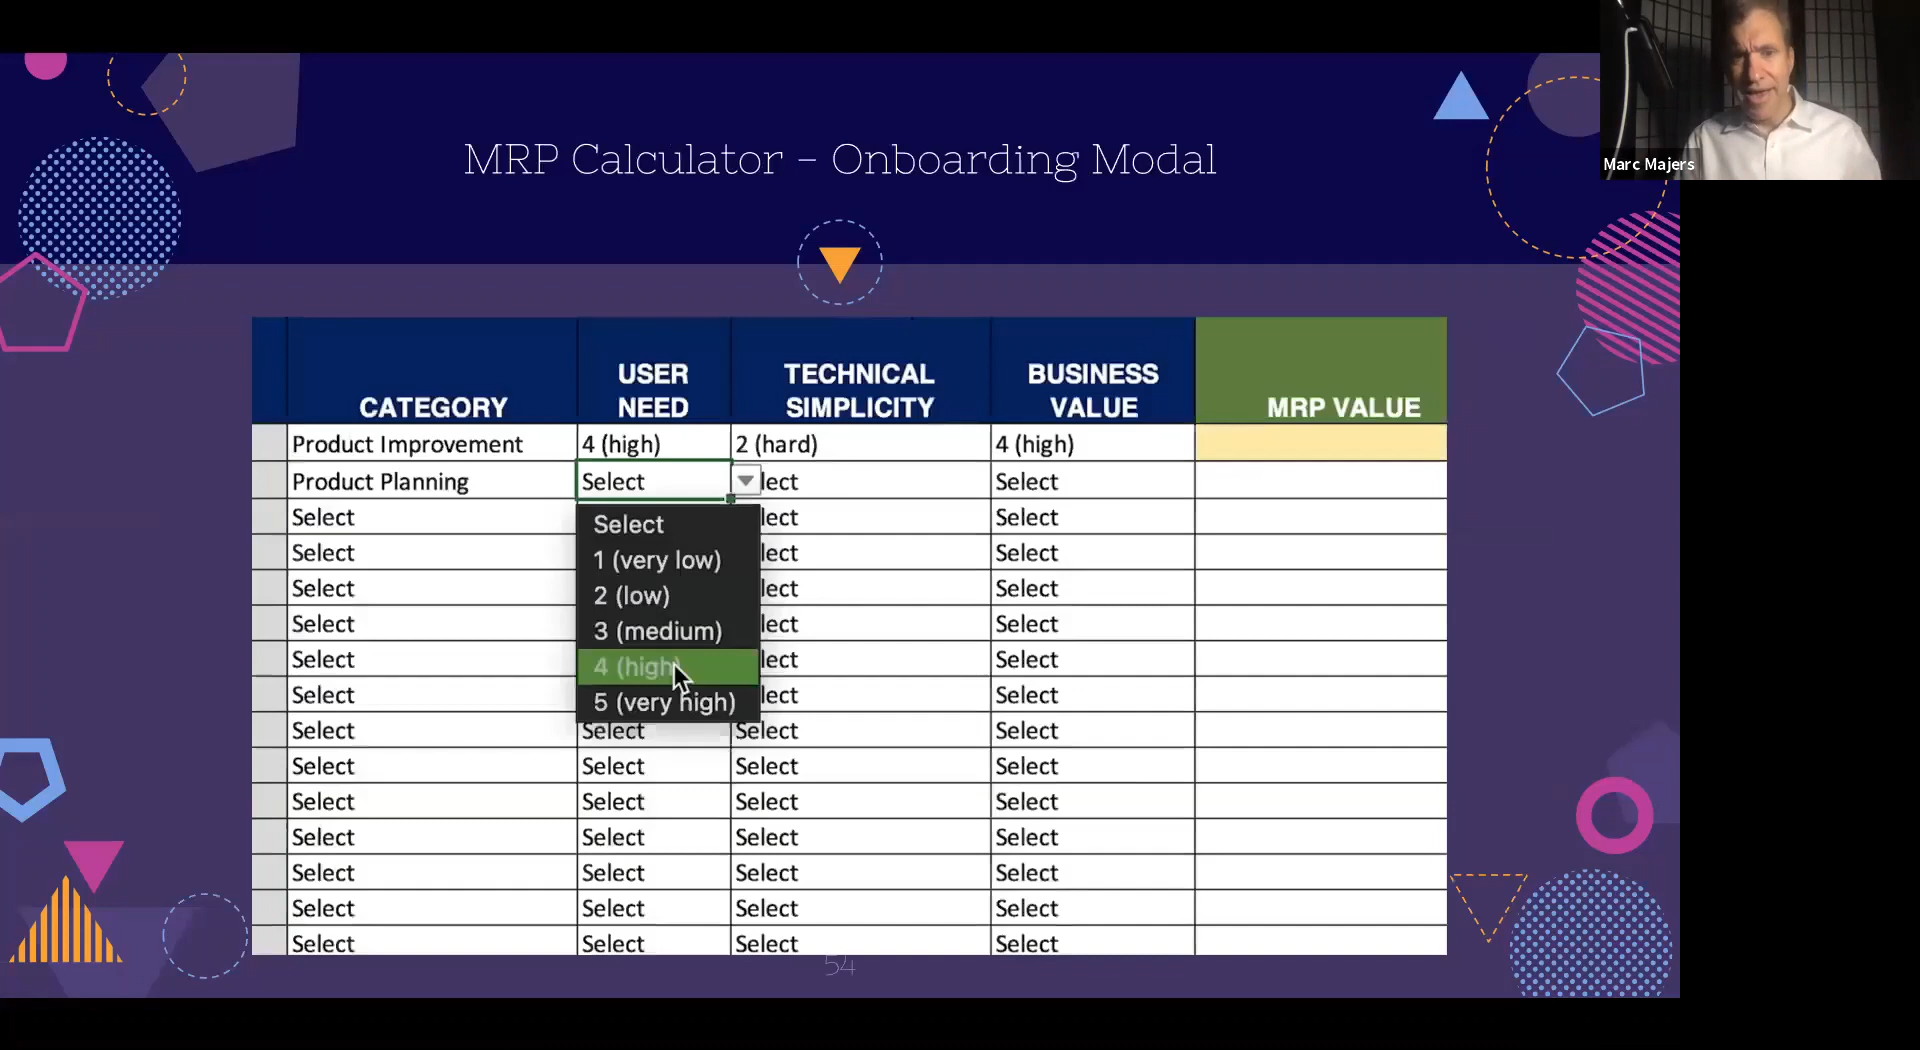 MRP Calculator – Onboarding Modal
Marc Majers
CATEGORY USER NEED TECHNICAL SIMPLICITY BUSINESS VALUE MRP VALUE
Product Improvement 4 (high) 2 (hard) 4 (high)
Product Planning Select lect Select
Select Select lect Select
Select 1 (very low) lect Select
Select 2 (low) lect Select
Select 3 (medium) lect Select
Select 4 (high) lect Select
Select 5 (very high) lect Select
Select Select Select Select
Select Select Select Select
Select Select Select Select
Select Select Select Select
Select Select Select Select
Select Select Select Select
Select Select Select Select
54